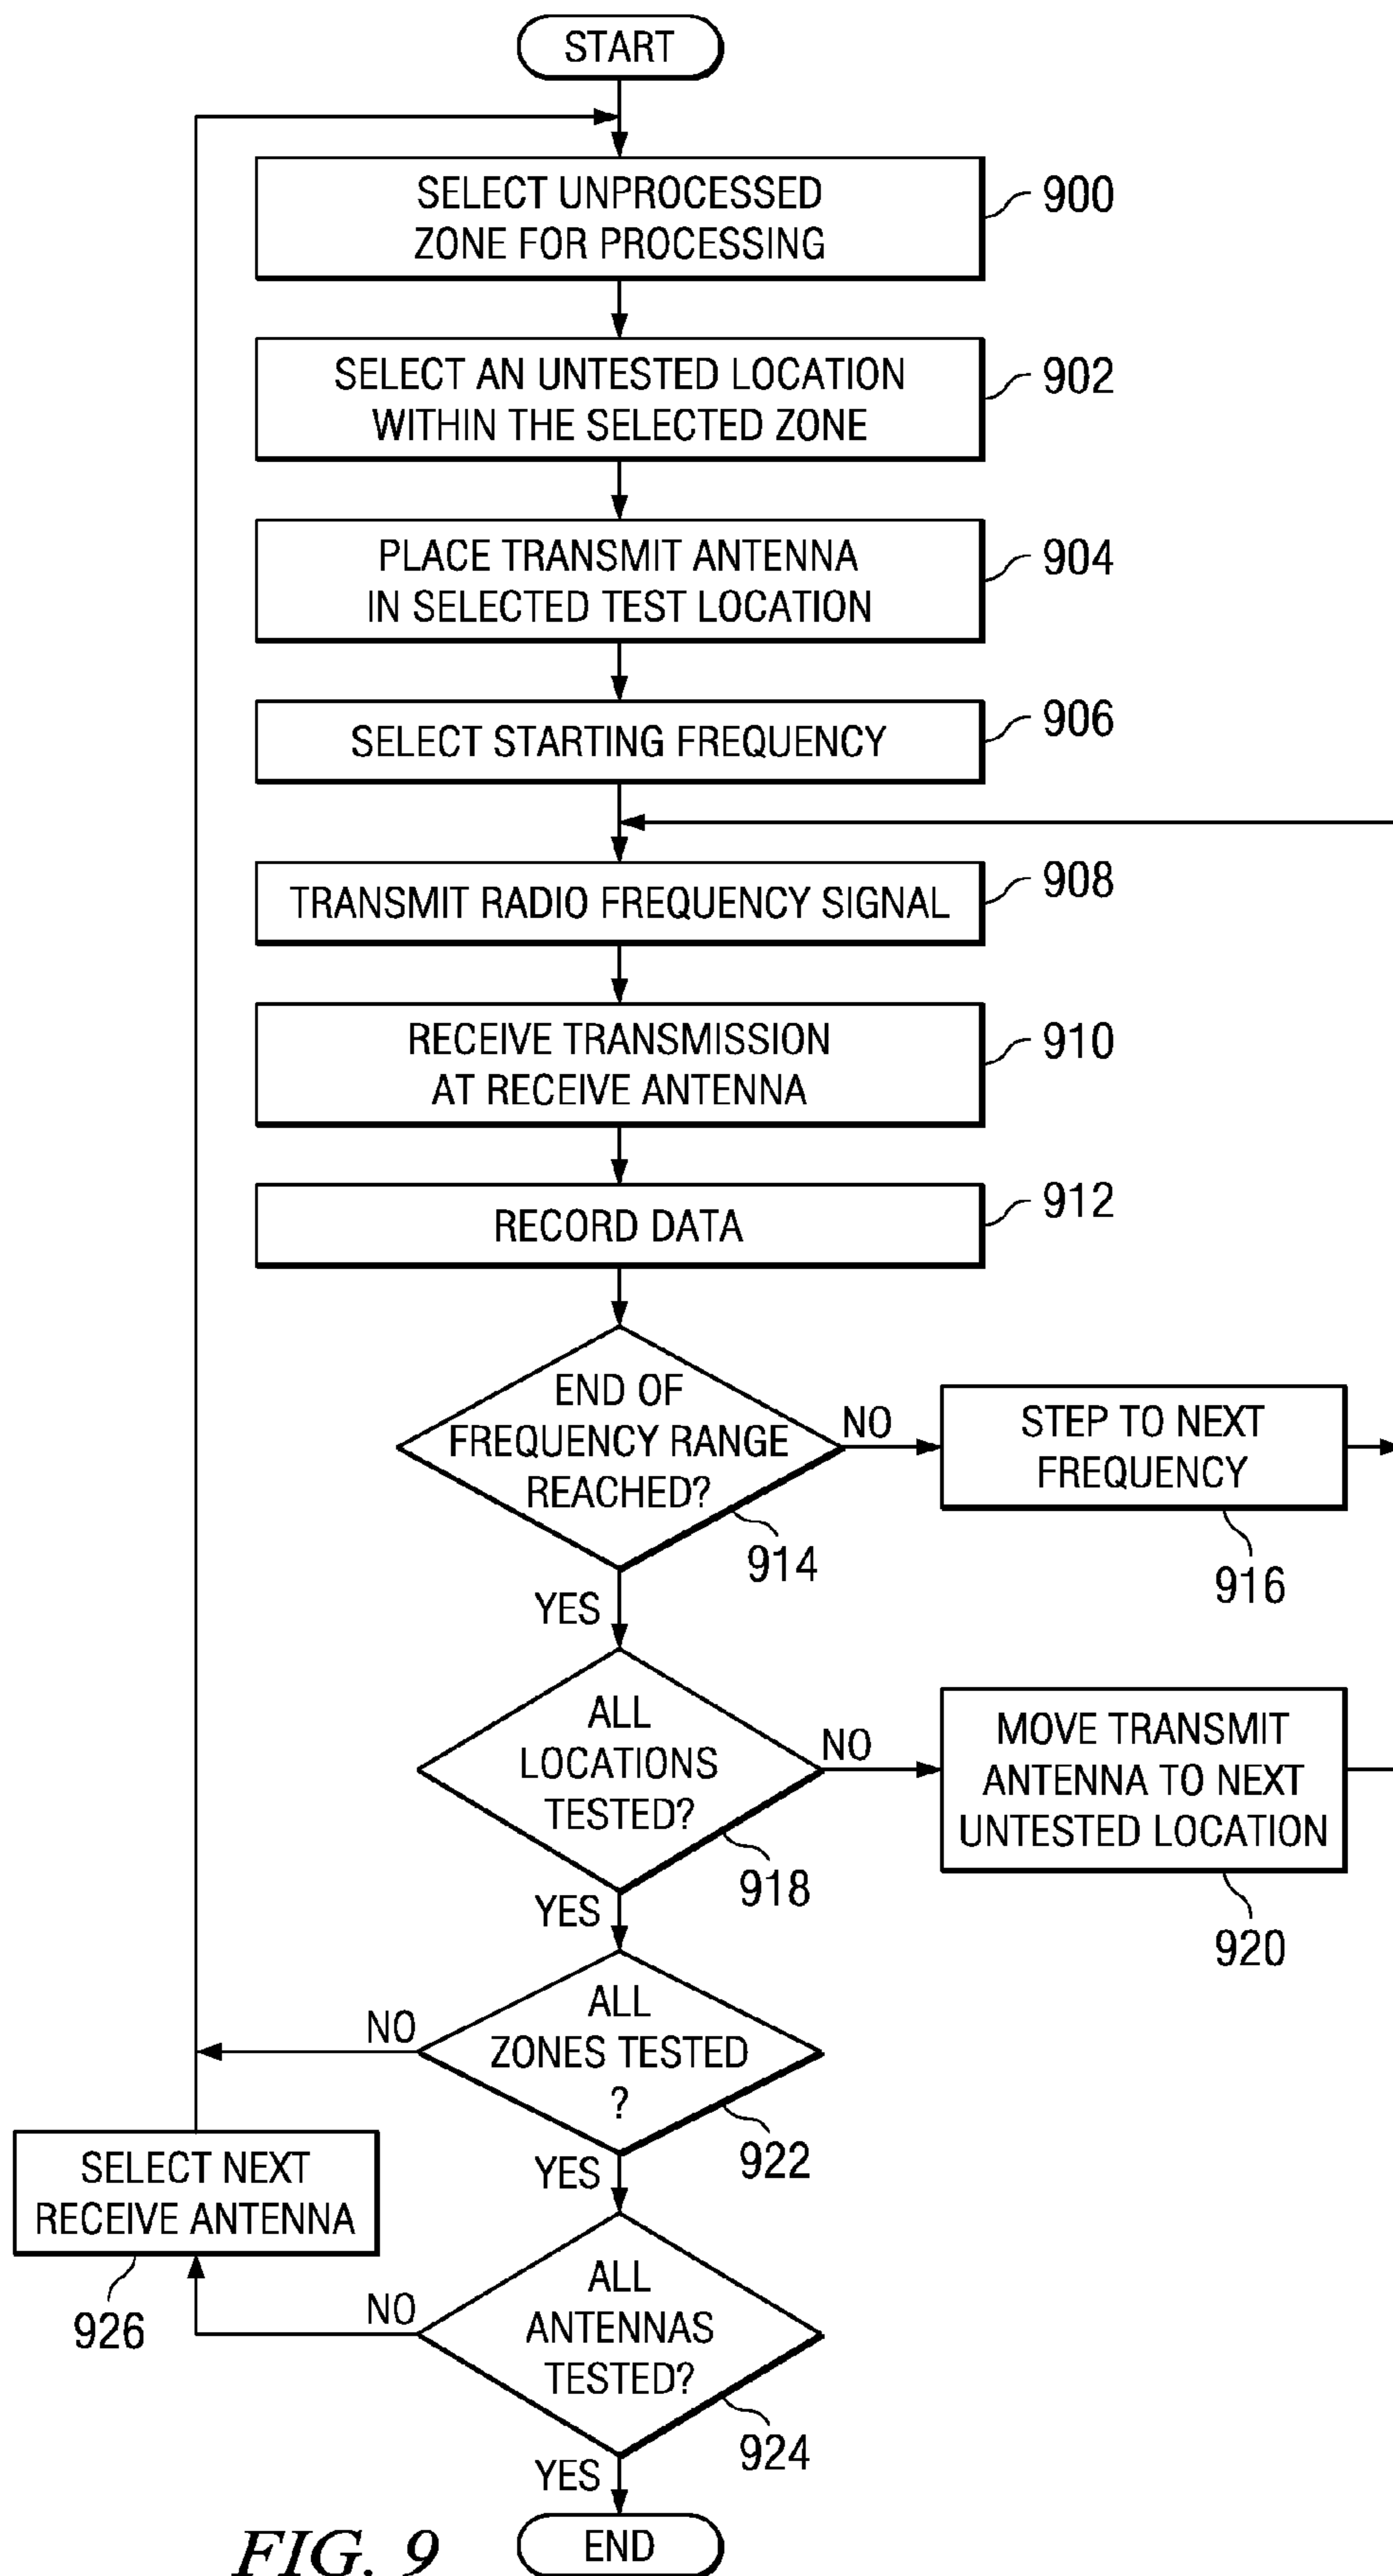 START
SELECT UNPROCESSED
ZONE FOR PROCESSING
900
SELECT AN UNTESTED LOCATION
WITHIN THE SELECTED ZONE
902
PLACE TRANSMIT ANTENNA
IN SELECTED TEST LOCATION
904
SELECT STARTING FREQUENCY
906
TRANSMIT RADIO FREQUENCY SIGNAL
908
RECEIVE TRANSMISSION
AT RECEIVE ANTENNA
910
RECORD DATA
912
END OF
FREQUENCY RANGE
REACHED?
914
NO
STEP TO NEXT
FREQUENCY
916
YES
ALL
LOCATIONS
TESTED?
918
NO
MOVE TRANSMIT
ANTENNA TO NEXT
UNTESTED LOCATION
920
YES
ALL
ZONES TESTED
?
922
NO
YES
SELECT NEXT
RECEIVE ANTENNA
926
ALL
ANTENNAS
TESTED?
924
NO
YES
END
FIG. 9